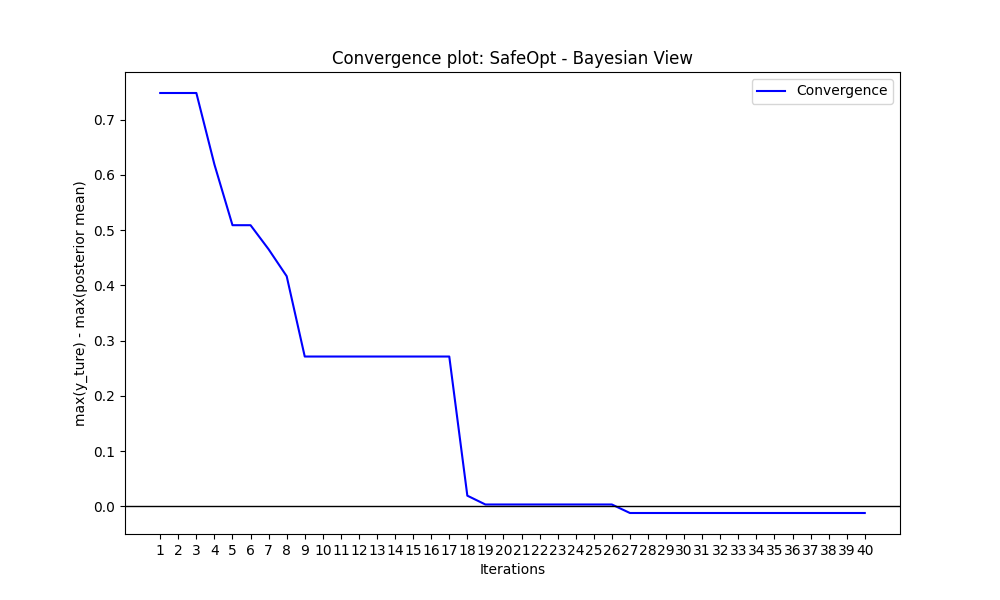 Convergence plot: SafeOpt - Bayesian View
Convergence
max(y_ture) - max(posterior mean)
0.7
0.6
0.5
0.4
0.3
0.2
0.1
0.0
1 2 3 4 5 6 7 8 9 10 11 12 13 14 15 16 17 18 19 20 21 22 23 24 25 26 27 28 29 30 31 32 33 34 35 36 37 38 39 40
Iterations